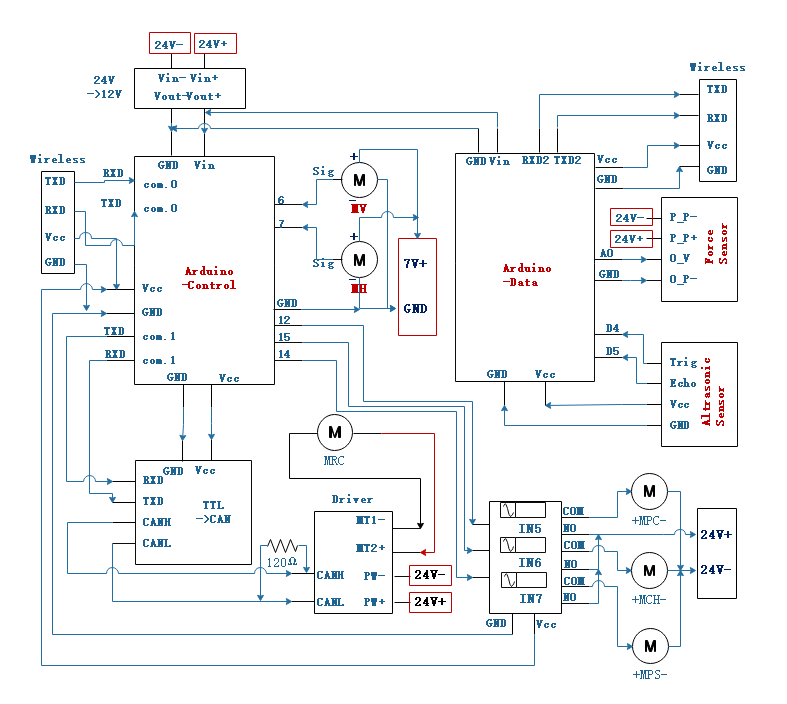 24V-
24V+
24V
->12V
Vin- Vin+
Vout-Vout+
Wireless
TXD
RXD
Vcc
GND
RXD
TXD
GND
Vin
com.0
com.0
Arduino
-Control
Vcc
GND
TXD
com.1
RXD
com.1
GND
Vcc
6
7
GND
12
15
14
Sig
+
M
-
MV
Sig
+
M
-
MH
7V+
GND
GND
Vin
RXD2
TXD2
Arduino
-Data
Vcc
GND
AO
GND
D4
D5
GND
Vcc
Wireless
TXD
RXD
Vcc
GND
24V-
24V+
P_P-
P_P+
O_V
O_P-
Force
Sensor
Trig
Echo
Vcc
GND
Altrasonic
Sensor
GND
Vcc
RXD
TXD
CANH
CANL
TTL
->CAN
M
MRC
120Ω
Driver
MT1-
MT2+
CANH
PW-
CANL
PW+
24V-
24V+
IN5
IN6
IN7
COM
NO
COM
NO
COM
NO
GND
Vcc
M
+MPC-
M
+MCH-
M
+MPS-
24V+
24V-